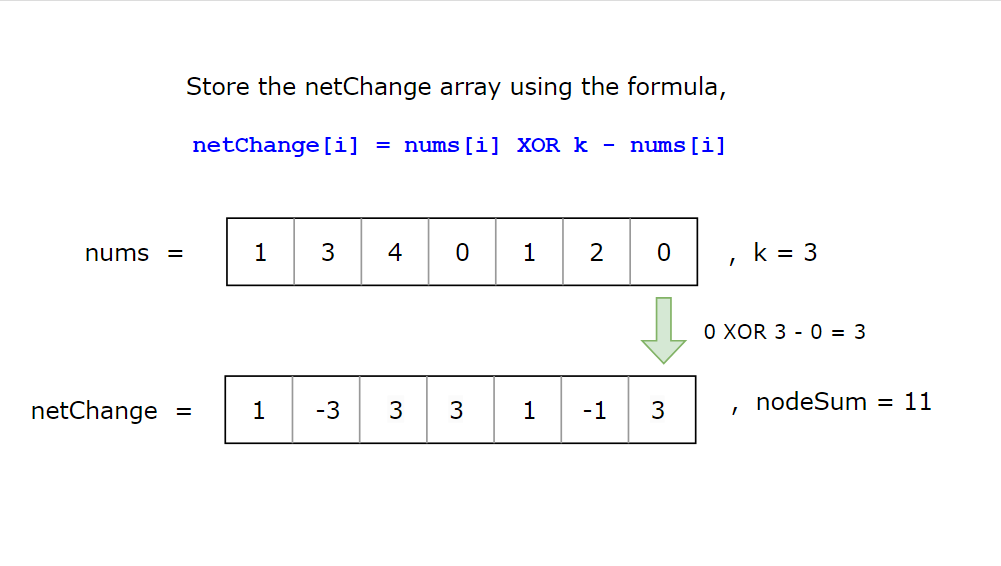 Store the netChange array using the formula,
netChange[i] = nums[i] XOR k - nums[i]
nums = 1 3 4 0 1 2 0 , k = 3
0 XOR 3 - 0 = 3
netChange = 1 -3 3 3 1 -1 3 , nodeSum = 11